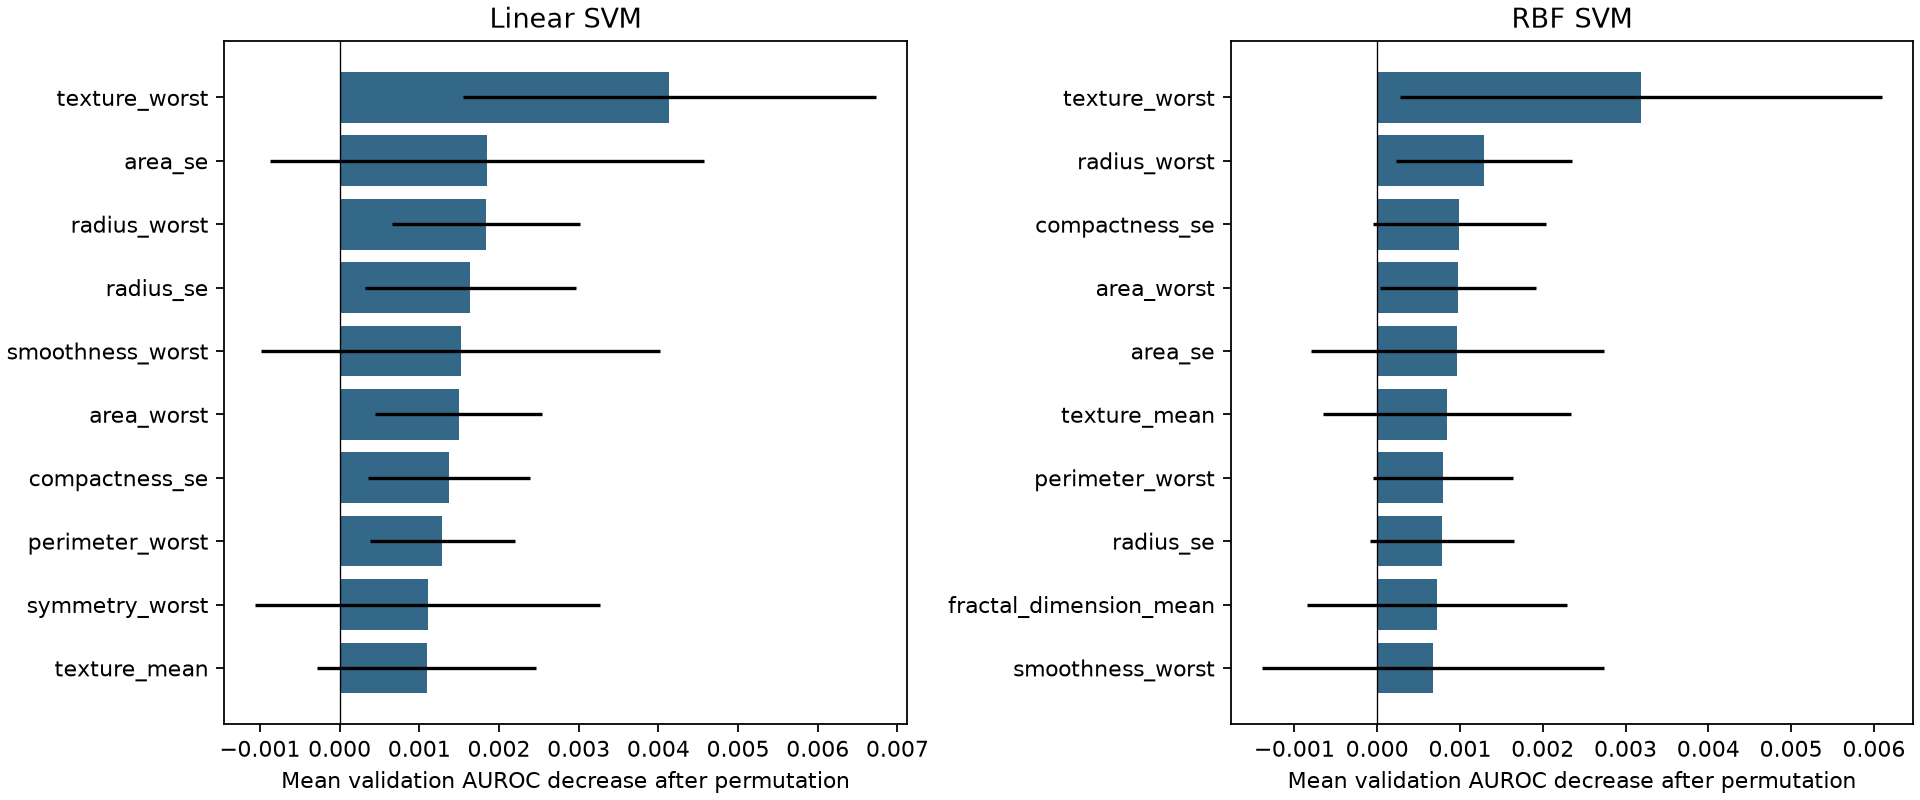 Linear SVM
texture_worst
area_se
radius_worst
radius_se
smoothness_worst
area_worst
compactness_se
perimeter_worst
symmetry_worst
texture_mean
−0.001 0.000 0.001 0.002 0.003 0.004 0.005 0.006 0.007
Mean validation AUROC decrease after permutation
RBF SVM
texture_worst
radius_worst
compactness_se
area_worst
area_se
texture_mean
perimeter_worst
radius_se
fractal_dimension_mean
smoothness_worst
−0.001 0.000 0.001 0.002 0.003 0.004 0.005 0.006
Mean validation AUROC decrease after permutation